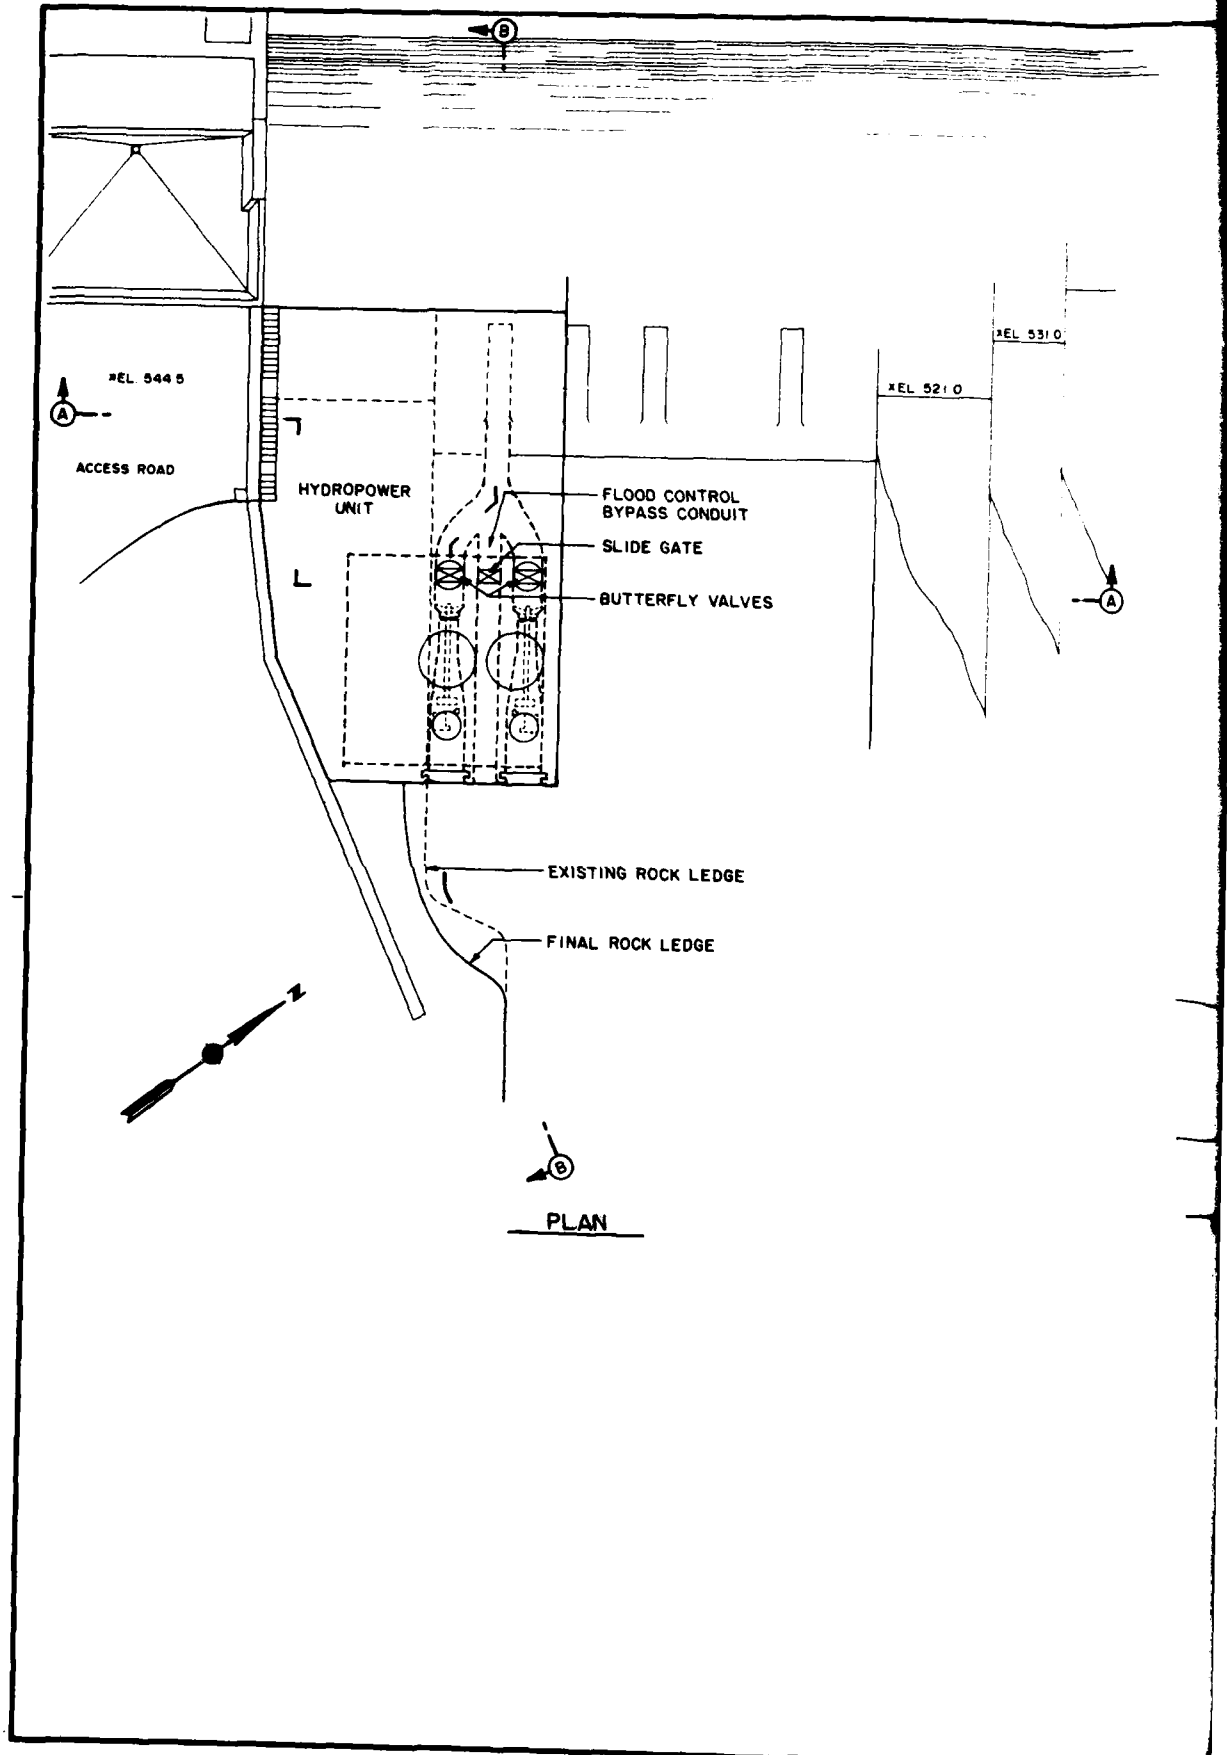 B
×EL 531.0
×EL. 544.5
×EL 521.0
A
ACCESS ROAD
HYDROPOWER
UNIT
FLOOD CONTROL
BYPASS CONDUIT
SLIDE GATE
BUTTERFLY VALVES
A
EXISTING ROCK LEDGE
FINAL ROCK LEDGE
N
B
PLAN